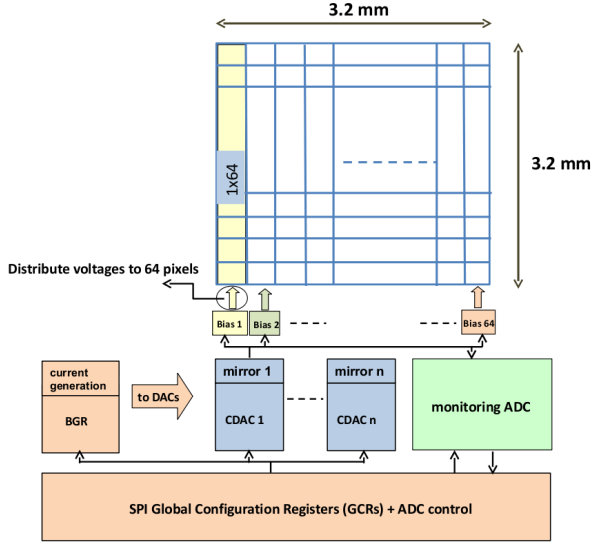 3.2 mm
3.2 mm
1x64
Distribute voltages to 64 pixels
Bias 1
Bias 2
Bias 64
current
generation
BGR
to DACs
mirror 1
CDAC 1
mirror n
CDAC n
monitoring ADC
SPI Global Configuration Registers (GCRs) + ADC control